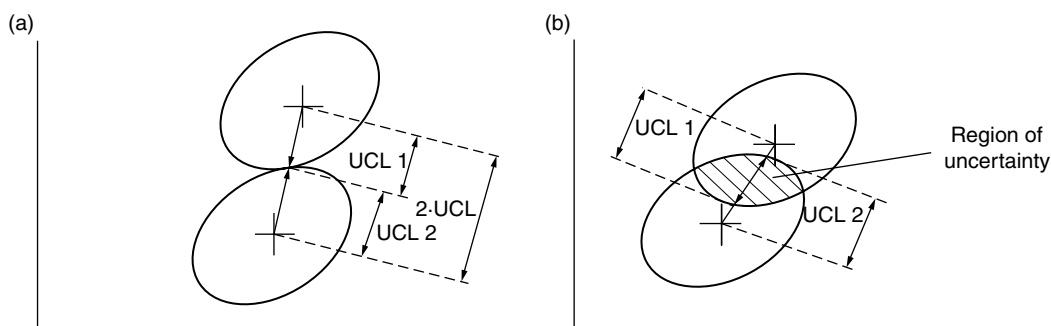 (a)
UCL 1
2·UCL
UCL 2
(b)
UCL 1
Region of
uncertainty
UCL 2